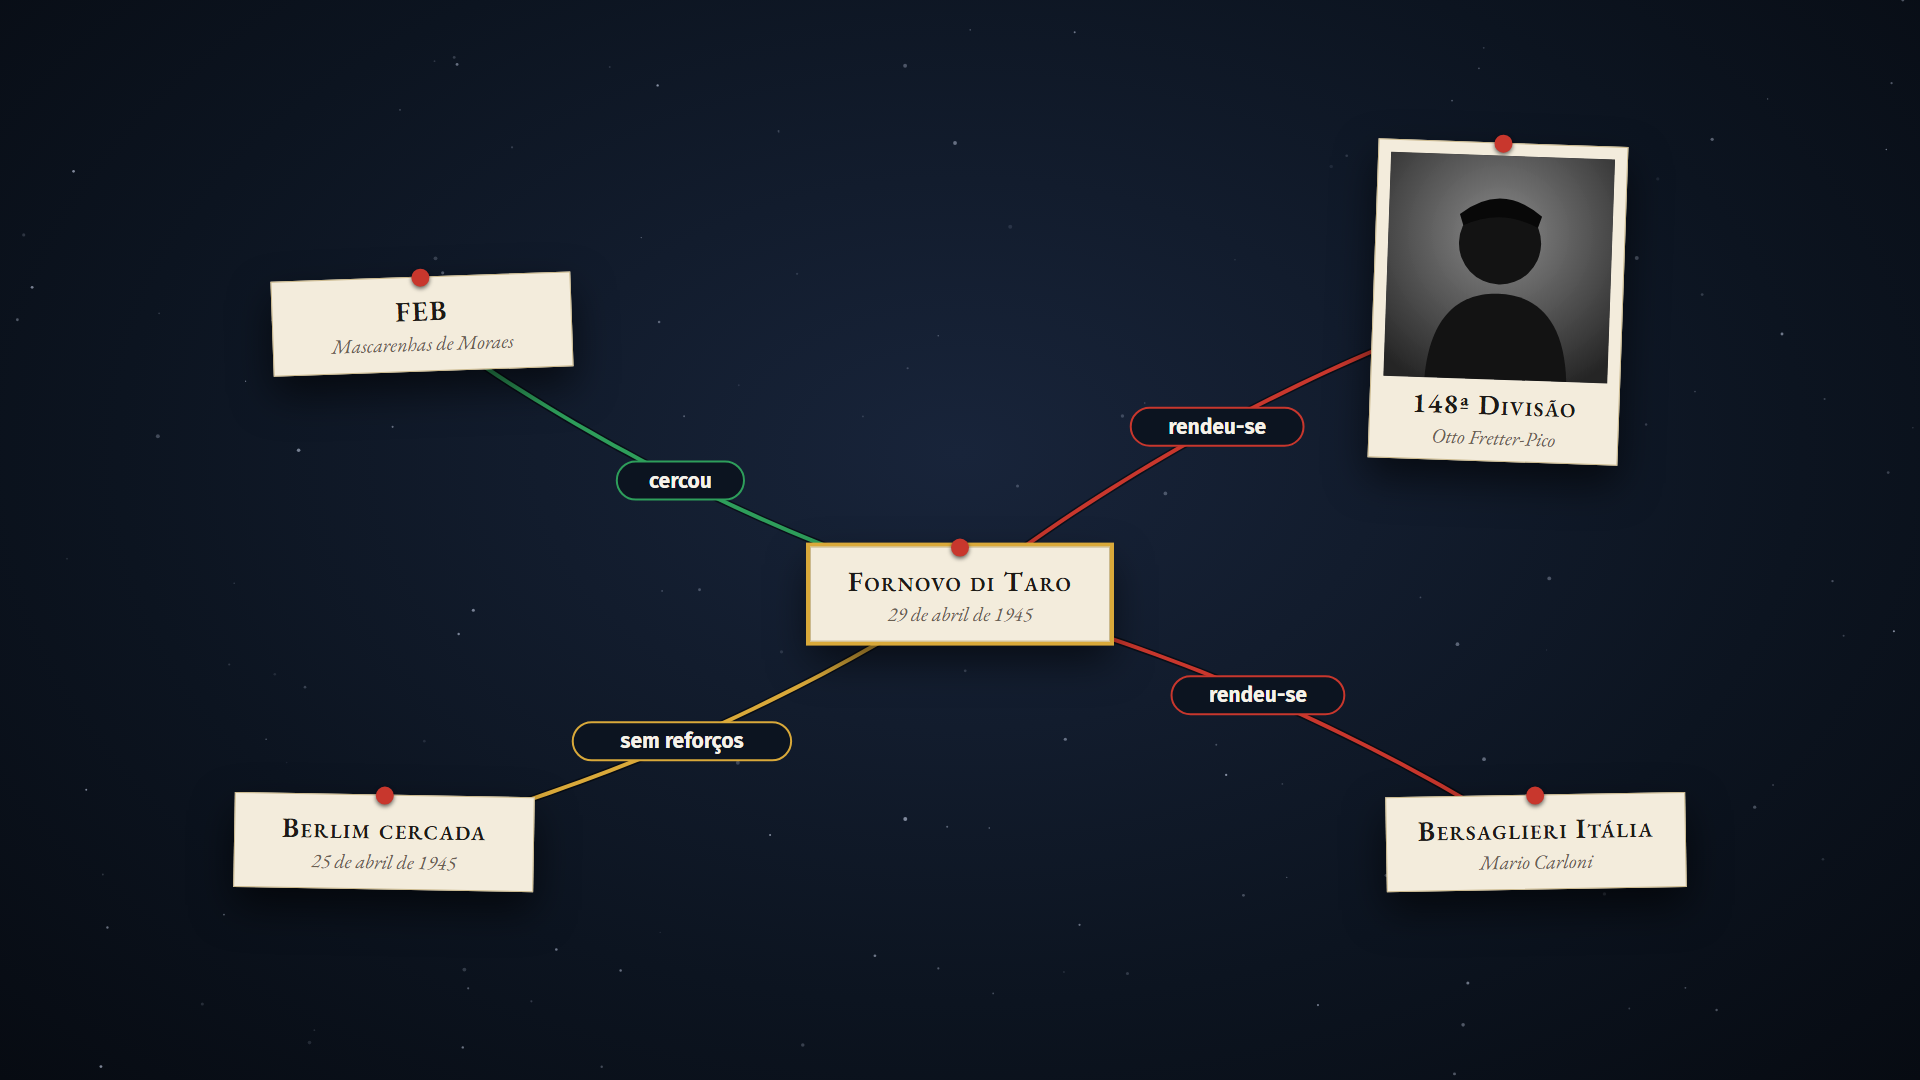 FEB
Mascarenhas de Moraes
148ª Divisão
Otto Fretter-Pico
rendeu-se
cercou
Fornovo di Taro
29 de abril de 1945
rendeu-se
sem reforços
Berlim cercada
25 de abril de 1945
Bersaglieri Itália
Mario Carloni